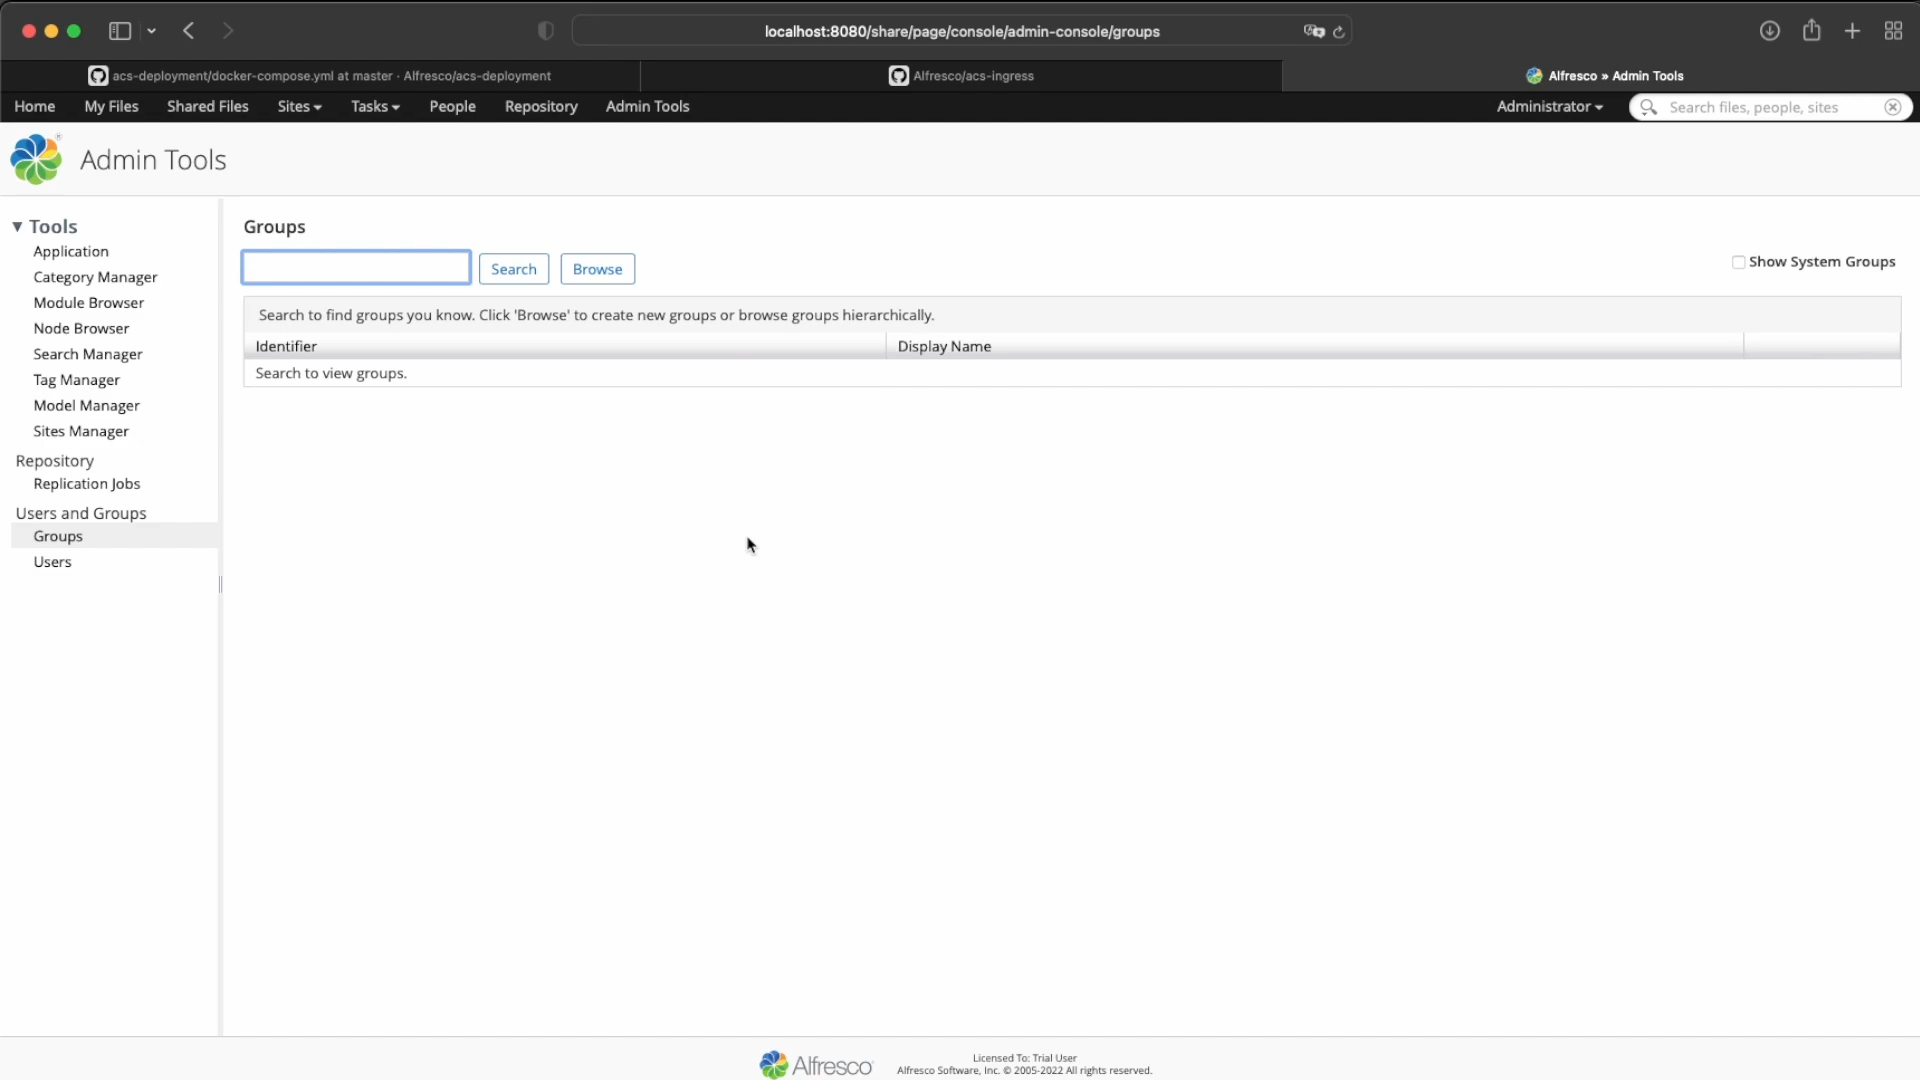 localhost:8080/share/page/console/admin-console/groups
acs-deployment/docker-compose.yml at master · Alfresco/acs-deployment
Alfresco/acs-ingress
Alfresco » Admin Tools
Home My Files Shared Files Sites Tasks People Repository Admin Tools
Administrator
Search files, people, sites
Admin Tools
Tools
Application
Category Manager
Module Browser
Node Browser
Search Manager
Tag Manager
Model Manager
Sites Manager
Repository
Replication Jobs
Users and Groups
Groups
Users
Groups
Search Browse
Show System Groups
Search to find groups you know. Click 'Browse' to create new groups or browse groups hierarchically.
Identifier Display Name
Search to view groups.
Alfresco
Licensed To: Trial User
Alfresco Software, Inc. © 2005-2022 All rights reserved.